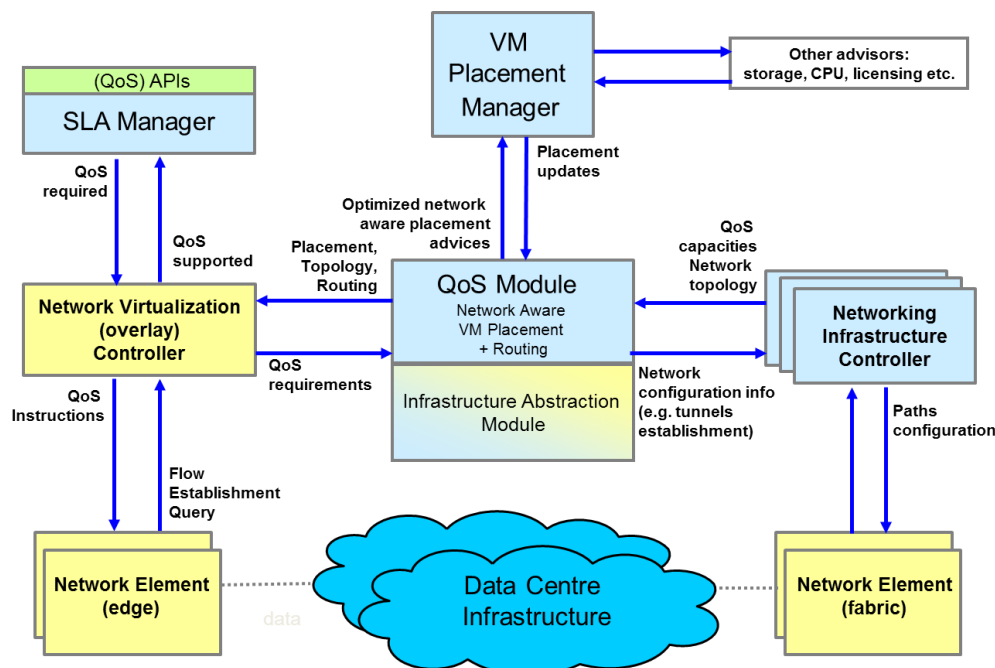 VM
Placement
Manager
Other advisors:
storage, CPU, licensing etc.
(QoS) APIs
SLA Manager
QoS
required
QoS
supported
Placement
updates
Optimized network
aware placement
advices
Placement,
Topology,
Routing
QoS
capacities
Network
topology
Network Virtualization
(overlay)
Controller
QoS
requirements
QoS Module
Network Aware
VM Placement
+ Routing
Infrastructure Abstraction
Module
Networking
Infrastructure
Controller
Network
configuration info
(e.g. tunnels
establishment)
Paths
configuration
QoS
Instructions
Flow
Establishment
Query
Network Element
(edge)
data
Data Centre
Infrastructure
Network Element
(fabric)